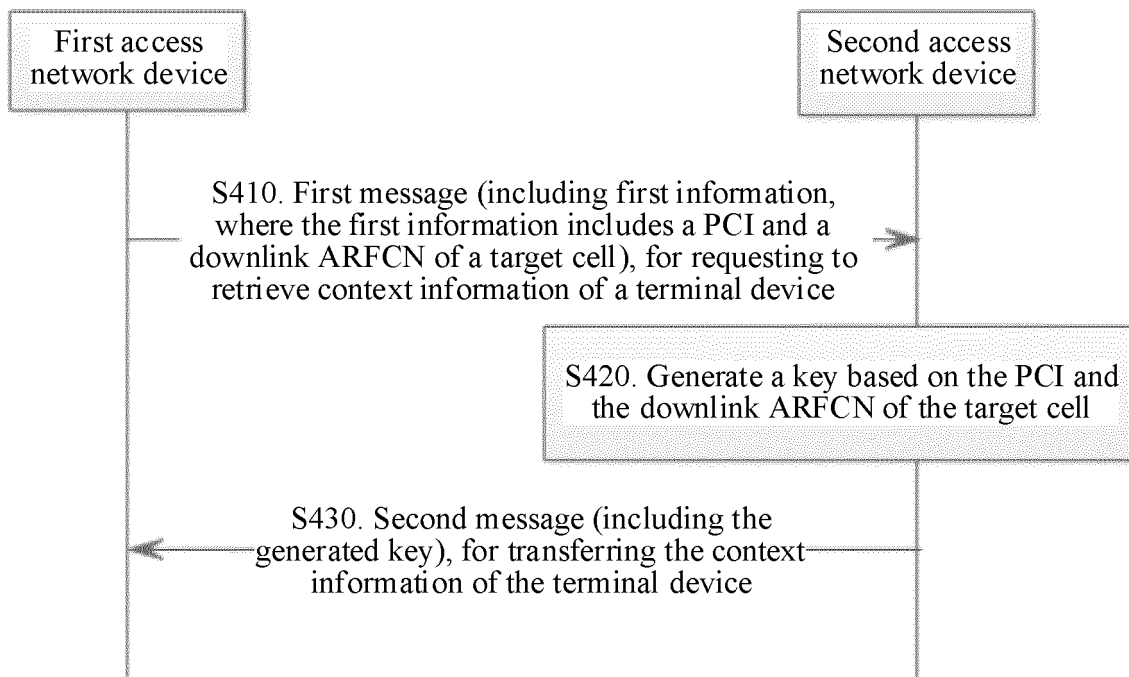 First access
network device
Second access
network device
S410. First message (including first information,
where the first information includes a PCI and a
downlink ARFCN of a target cell), for requesting to
retrieve context information of a terminal device
S420. Generate a key based on the PCI and
the downlink ARFCN of the target cell
S430. Second message (including the
generated key), for transferring the context
information of the terminal device